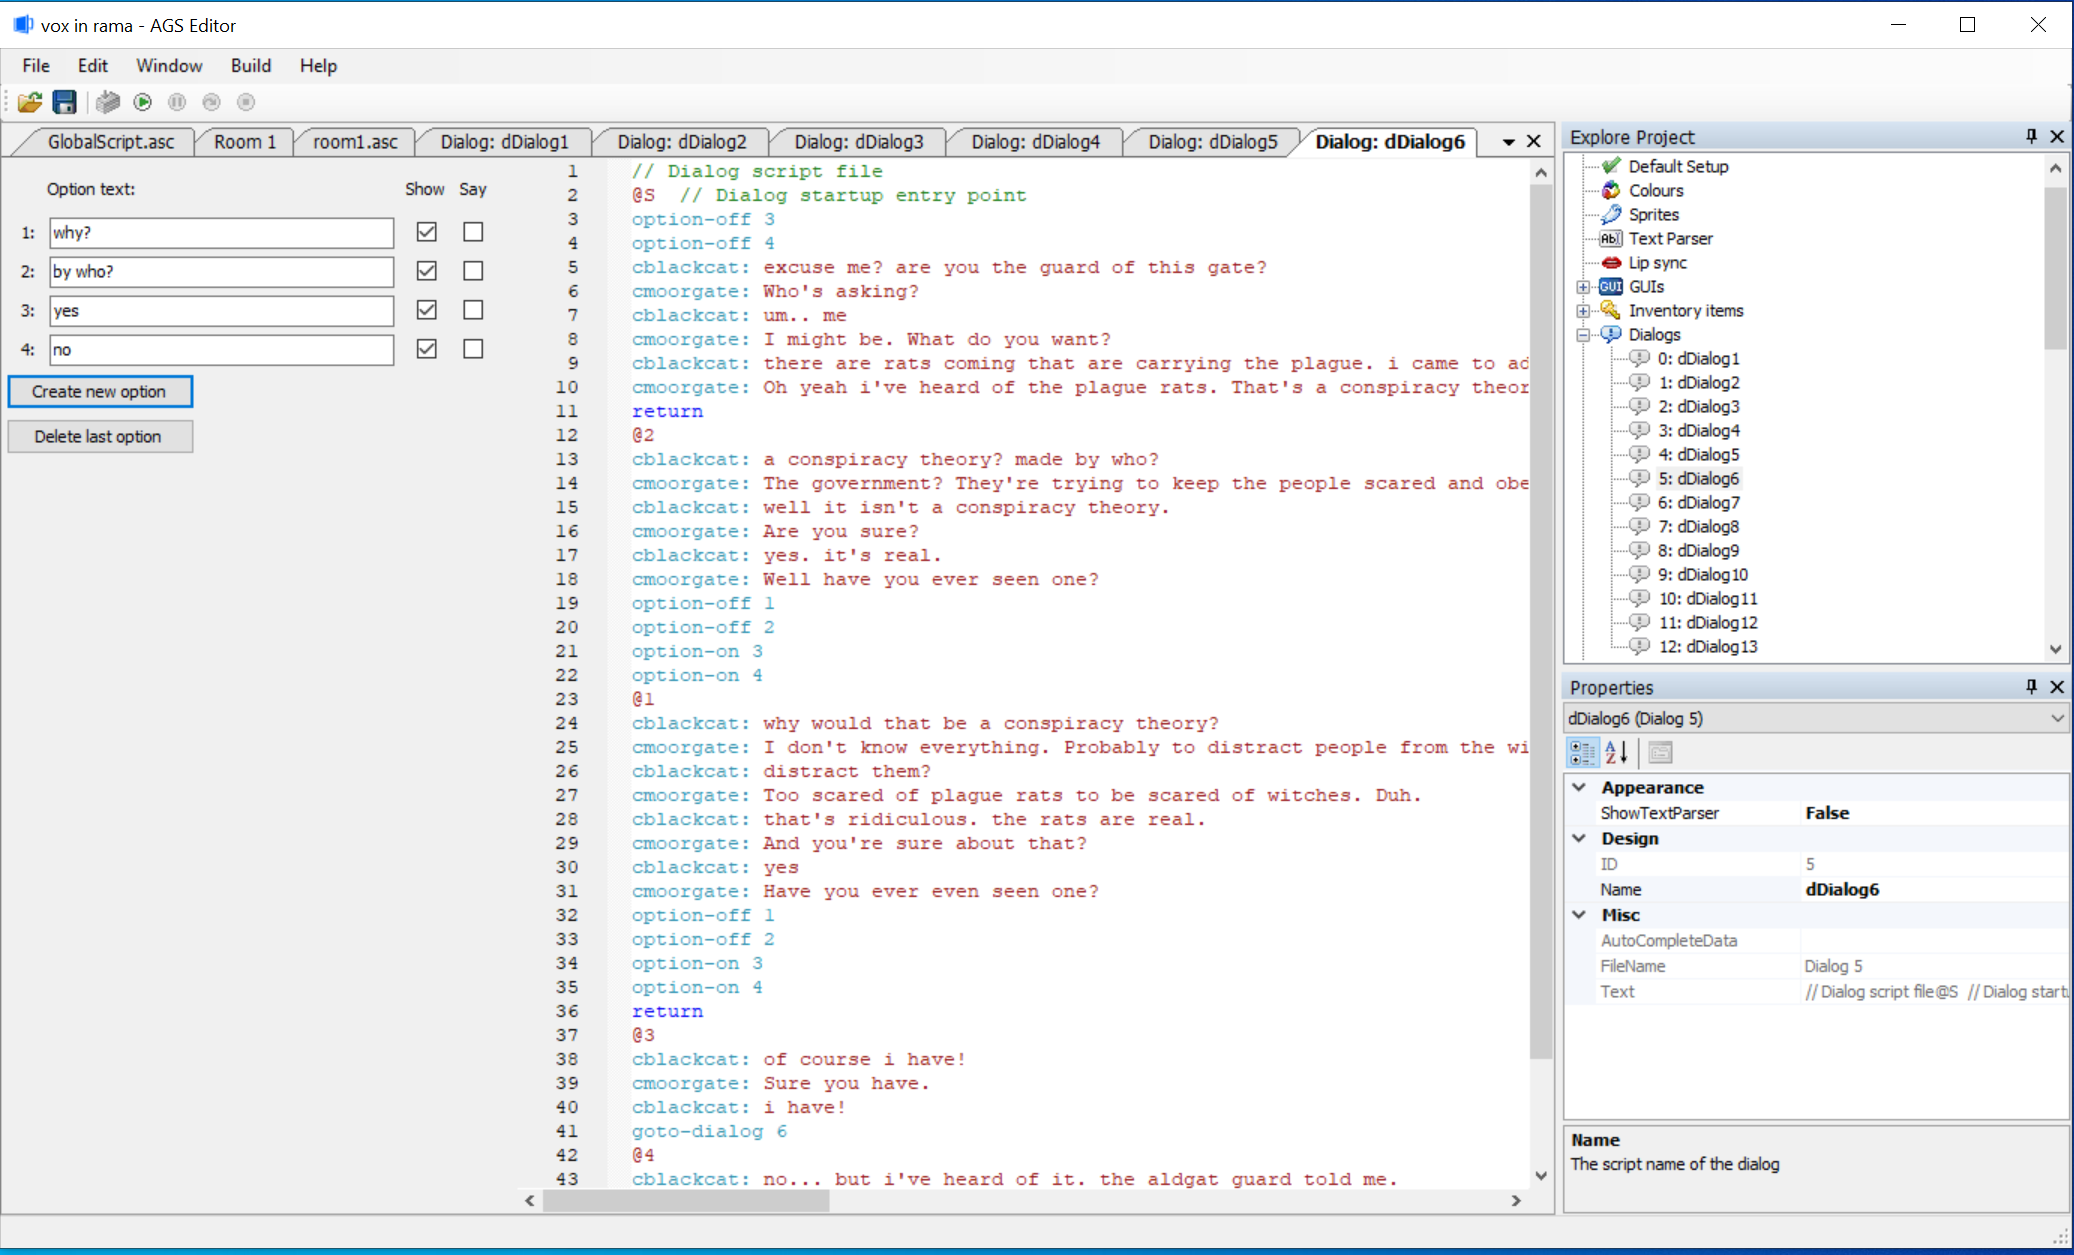 vox in rama - AGS Editor
File Edit Window Build Help
GlobalScript.asc Room 1 room1.asc Dialog: dDialog1 Dialog: dDialog2 Dialog: dDialog3 Dialog: dDialog4 Dialog: dDialog5 Dialog: dDialog6
Option text: Show Say
1: why?
2: by who?
3: yes
4: no
Create new option
Delete last option
1 // Dialog script file
2 @S // Dialog startup entry point
3 option-off 3
4 option-off 4
5 cblackcat: excuse me? are you the guard of this gate?
6 cmoorgate: Who's asking?
7 cblackcat: um.. me
8 cmoorgate: I might be. What do you want?
9 cblackcat: there are rats coming that are carrying the plague. i came to ad
10 cmoorgate: Oh yeah i've heard of the plague rats. That's a conspiracy theor
11 return
12 @2
13 cblackcat: a conspiracy theory? made by who?
14 cmoorgate: The government? They're trying to keep the people scared and obe
15 cblackcat: well it isn't a conspiracy theory.
16 cmoorgate: Are you sure?
17 cblackcat: yes. it's real.
18 cmoorgate: Well have you ever seen one?
19 option-off 1
20 option-off 2
21 option-on 3
22 option-on 4
23 @1
24 cblackcat: why would that be a conspiracy theory?
25 cmoorgate: I don't know everything. Probably to distract people from the wi
26 cblackcat: distract them?
27 cmoorgate: Too scared of plague rats to be scared of witches. Duh.
28 cblackcat: that's ridiculous. the rats are real.
29 cmoorgate: And you're sure about that?
30 cblackcat: yes
31 cmoorgate: Have you ever even seen one?
32 option-off 1
33 option-off 2
34 option-on 3
35 option-on 4
36 return
37 @3
38 cblackcat: of course i have!
39 cmoorgate: Sure you have.
40 cblackcat: i have!
41 goto-dialog 6
42 @4
43 cblackcat: no... but i've heard of it. the aldgat guard told me.
Explore Project
Default Setup
Colours
Sprites
Ab Text Parser
Lip sync
GUI GUIs
Inventory items
Dialogs
0: dDialog1
1: dDialog2
2: dDialog3
3: dDialog4
4: dDialog5
5: dDialog6
6: dDialog7
7: dDialog8
8: dDialog9
9: dDialog10
10: dDialog11
11: dDialog12
12: dDialog13
Properties
dDialog6 (Dialog 5)
A Z
Appearance
ShowTextParser False
Design
ID 5
Name dDialog6
Misc
AutoCompleteData
FileName Dialog 5
Text // Dialog script file@S // Dialog startu
Name
The script name of the dialog